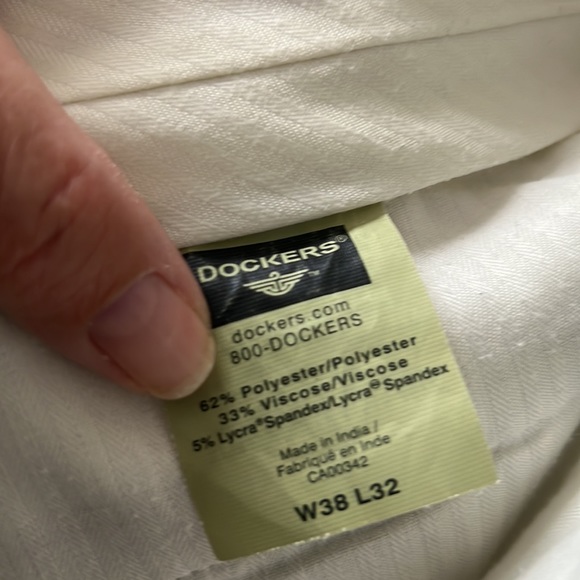 DOCKERS®
™
dockers.com
800-DOCKERS
62% Polyester/Polyester
33% Viscose/Viscose
5% Lycra®Spandex/Lycra®Spandex
Made in India /
Fabriqué en Inde
CA00342
W38 L32